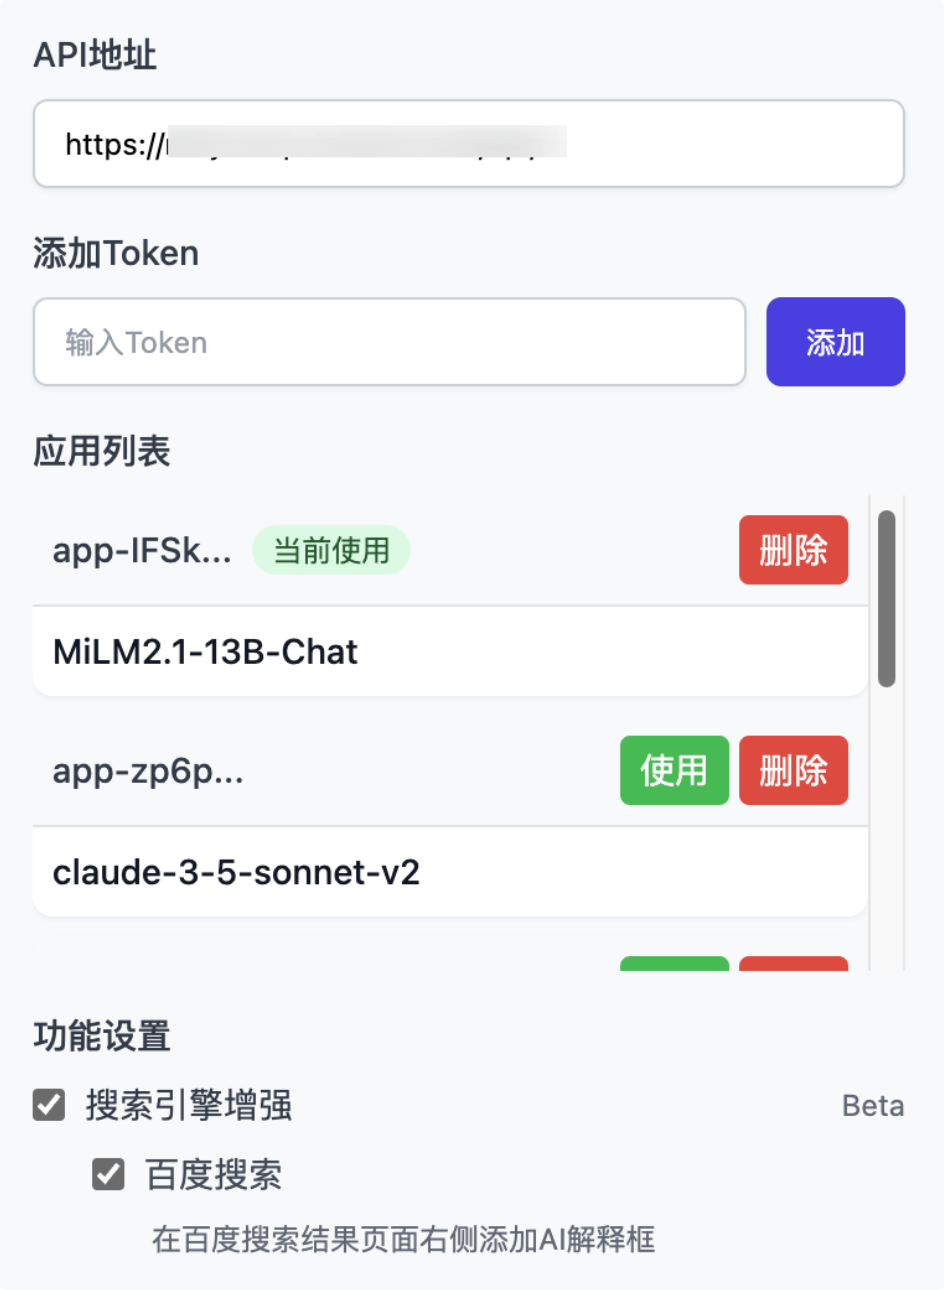 API地址
https://
添加Token
输入Token
添加
应用列表
app-IFSk...
当前使用
删除
MiLM2.1-13B-Chat
app-zp6p...
使用
删除
claude-3-5-sonnet-v2
功能设置
搜索引擎增强
Beta
百度搜索
在百度搜索结果页面右侧添加AI解释框